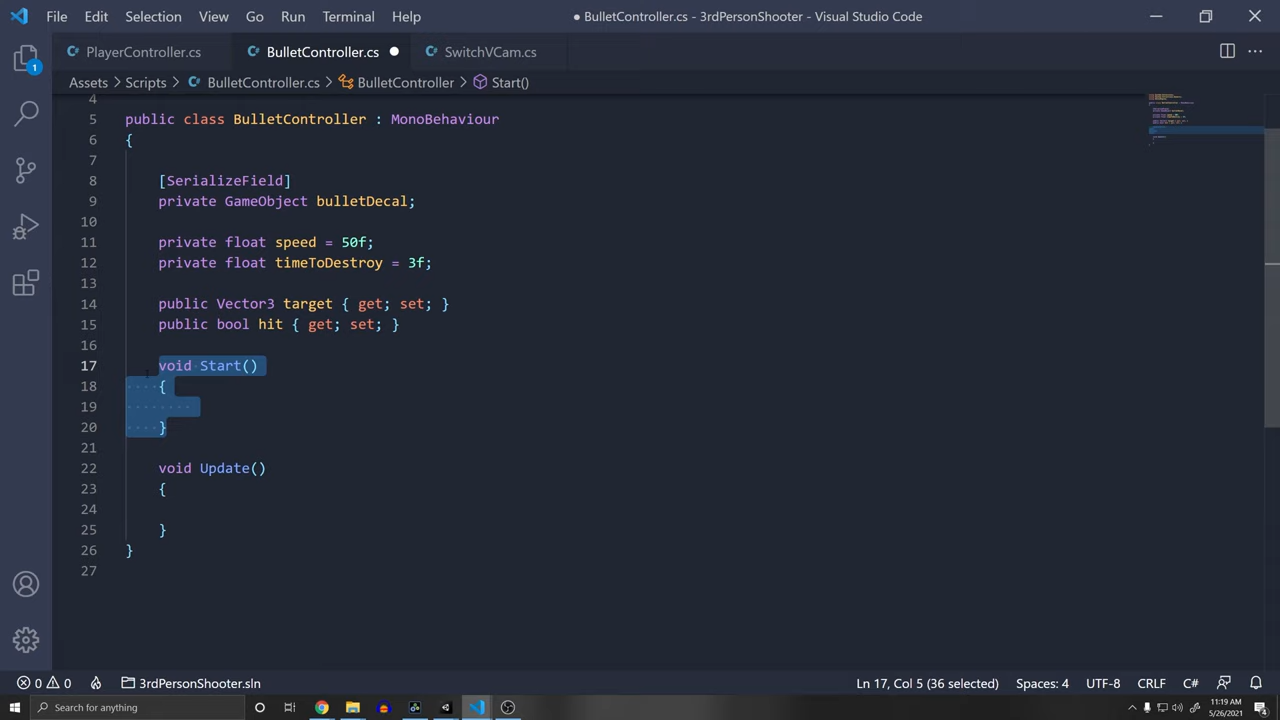 File Edit Selection View Go Run Terminal Help
BulletController.cs - 3rdPersonShooter - Visual Studio Code
PlayerController.cs BulletController.cs SwitchVCam.cs
Assets > Scripts > BulletController.cs > BulletController > Start()
1
4
5 public class BulletController : MonoBehaviour
6 {
7
8 [SerializeField]
9 private GameObject bulletDecal;
10
11 private float speed = 50f;
12 private float timeToDestroy = 3f;
13
14 public Vector3 target { get; set; }
15 public bool hit { get; set; }
16
17 void Start()
18 {
19
20 }
21
22 void Update()
23 {
24
25 }
26 }
27
0 0 3rdPersonShooter.sln Ln 17, Col 5 (36 selected) Spaces: 4 UTF-8 CRLF C#
Search for anything
11:19 AM
5/26/2021
4